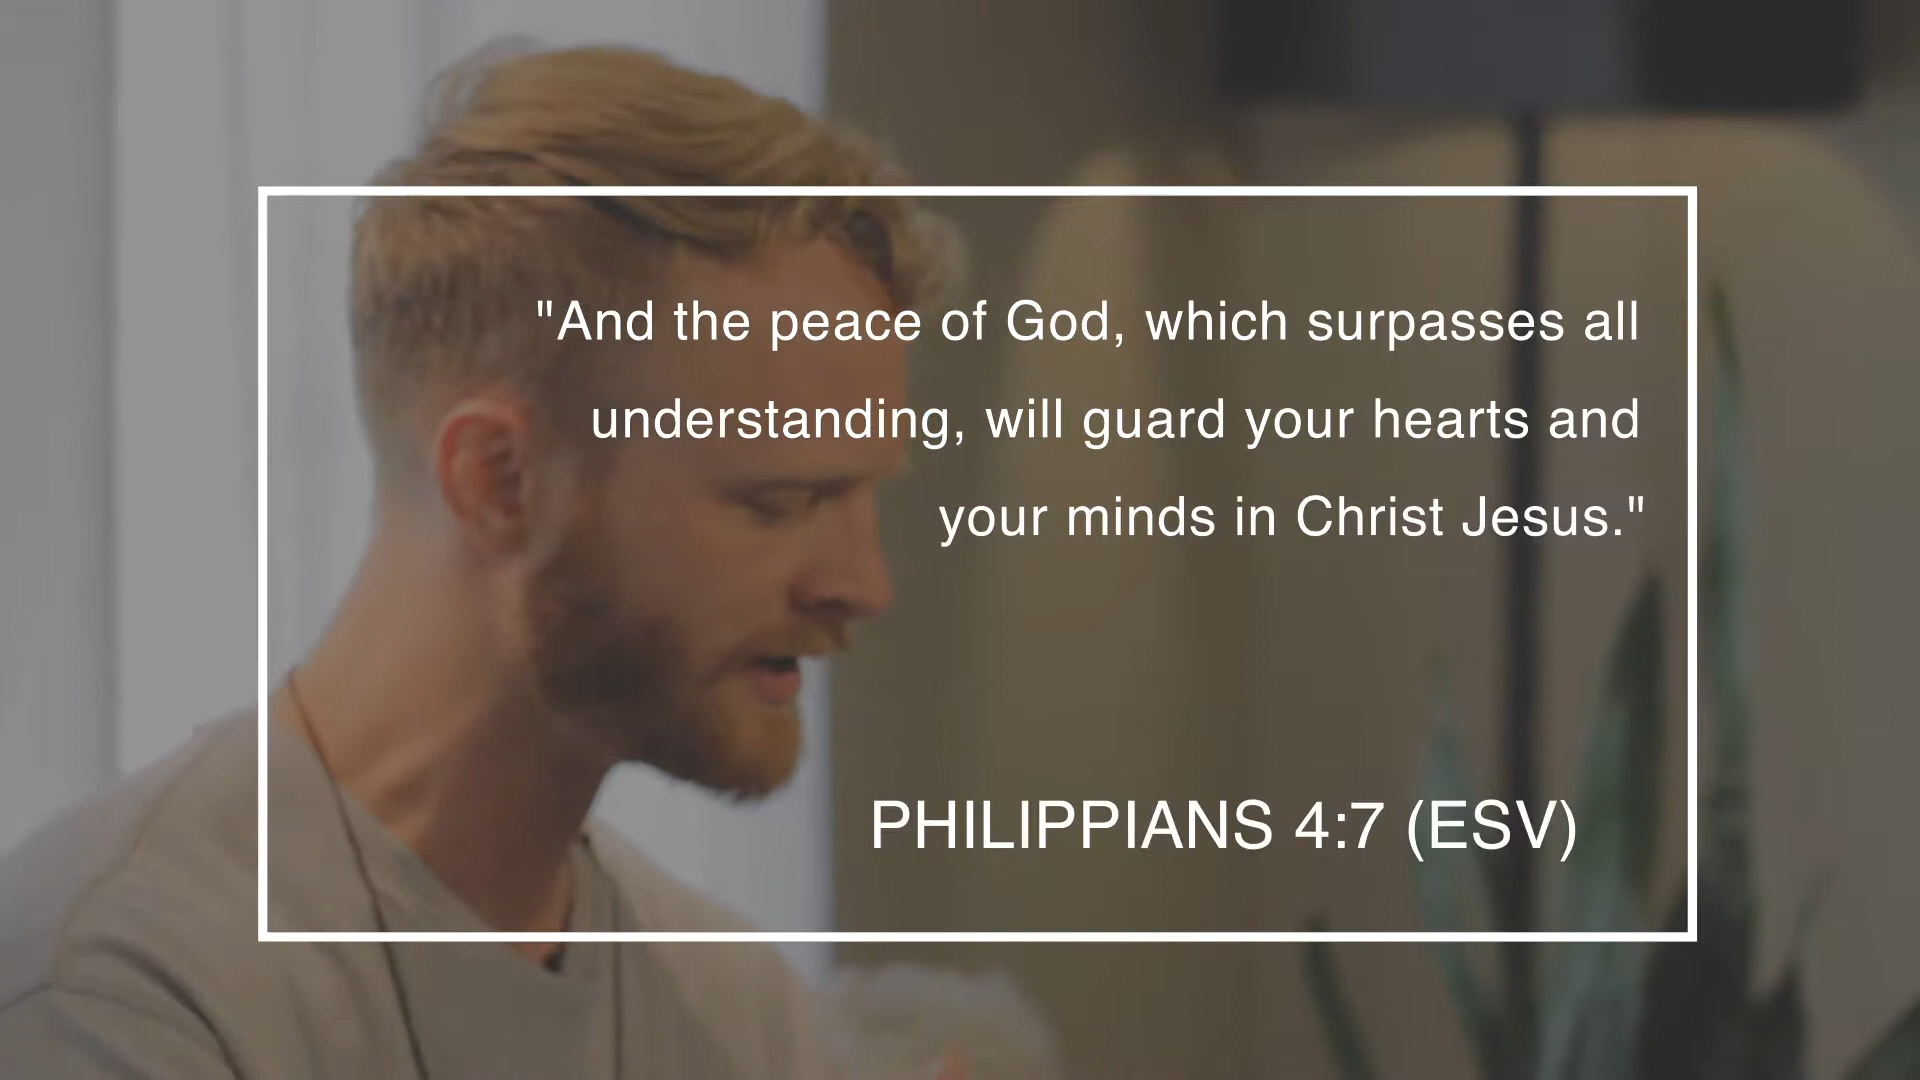 "And the peace of God, which surpasses all
understanding, will guard your hearts and
your minds in Christ Jesus."
PHILIPPIANS 4:7 (ESV)